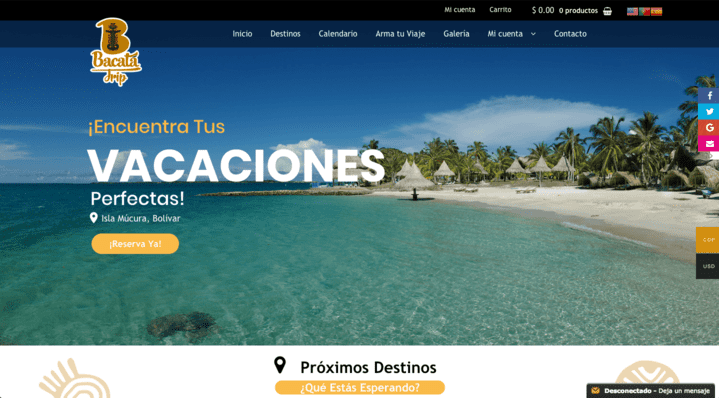 Mi cuenta
Carrito
$ 0.00 0 productos
Bacatá
trip
Inicio
Destinos
Calendario
Arma tu Viaje
Galería
Mi cuenta
Contacto
¡Encuentra Tus
VACACIONES
Perfectas!
Isla Múcura, Bolívar
¡Reserva Ya!
COP
USD
Próximos Destinos
¿Qué Estás Esperando?
Desconectado - Deja un mensaje